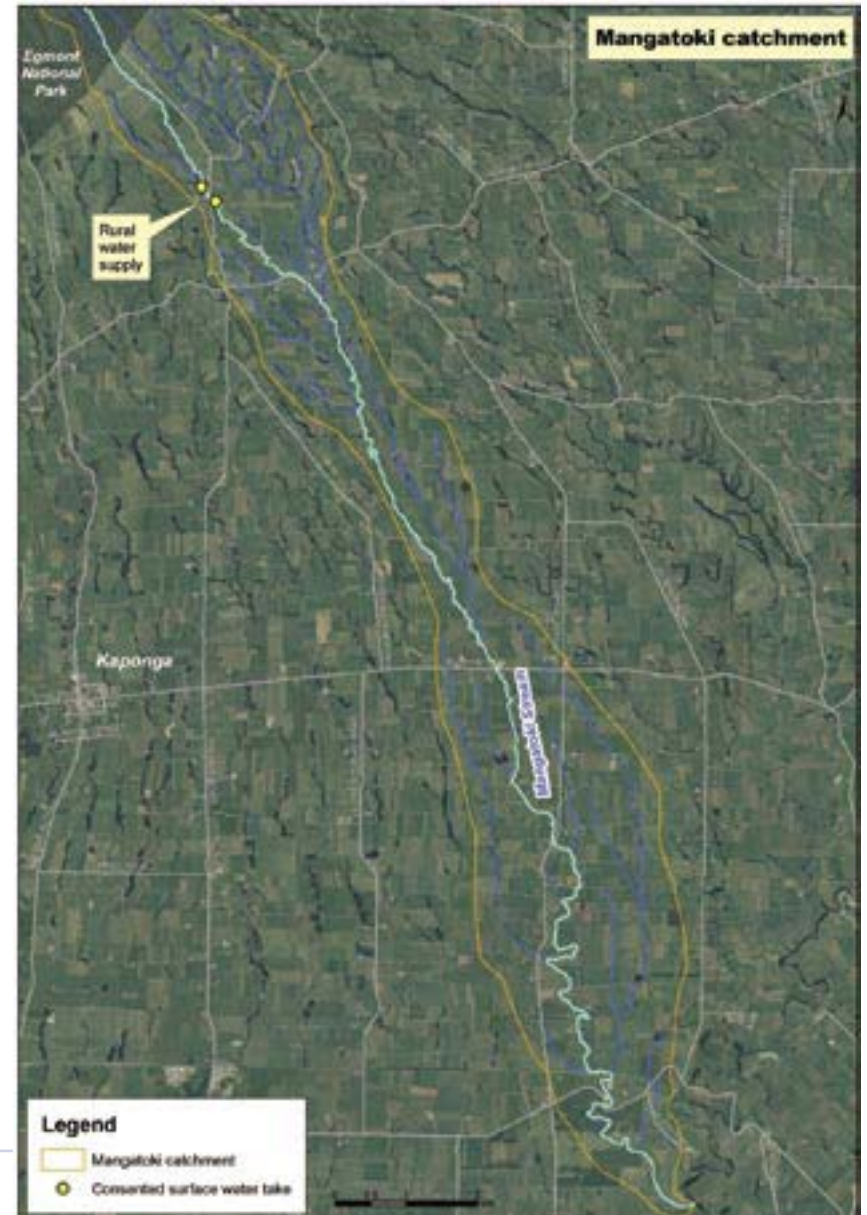 Mangatoki catchment
Egmont
National
Park
Rural
water
supply
Kaponga
Mangatoki Stream
Legend
Mangatoki catchment
Consented surface water take